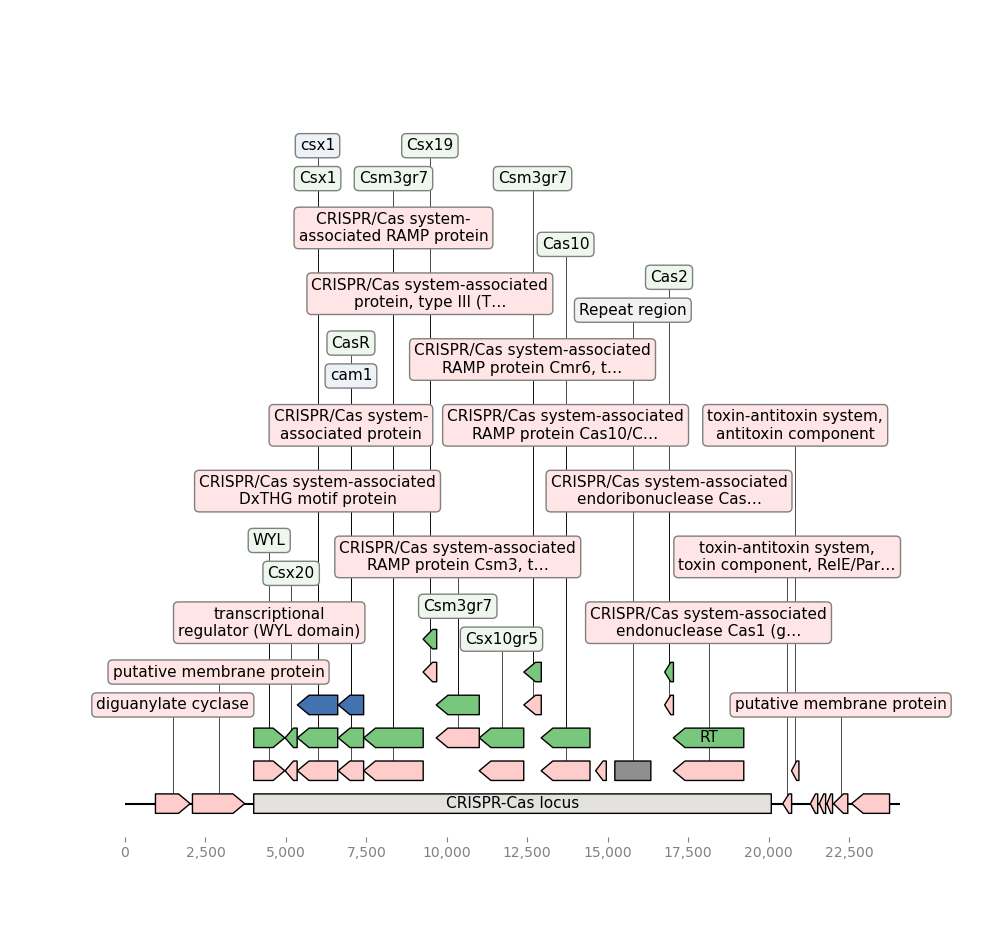 csx1
Csx19
Csx1
Csm3gr7
Csm3gr7
CRISPR/Cas system-
associated RAMP protein
Cas10
CRISPR/Cas system-associated
protein, type III (T…
Cas2
Repeat region
CasR
CRISPR/Cas system-associated
RAMP protein Cmr6, t…
cam1
CRISPR/Cas system-
associated protein
CRISPR/Cas system-associated
RAMP protein Cas10/C…
toxin-antitoxin system,
antitoxin component
CRISPR/Cas system-associated
DxTHG motif protein
CRISPR/Cas system-associated
endoribonuclease Cas…
WYL
CRISPR/Cas system-associated
RAMP protein Csm3, t…
toxin-antitoxin system,
toxin component, RelE/Par…
Csx20
Csm3gr7
transcriptional
regulator (WYL domain)
CRISPR/Cas system-associated
endonuclease Cas1 (g…
Csx10gr5
putative membrane protein
diguanylate cyclase
putative membrane protein
RT
CRISPR-Cas locus
0
2,500
5,000
7,500
10,000
12,500
15,000
17,500
20,000
22,500